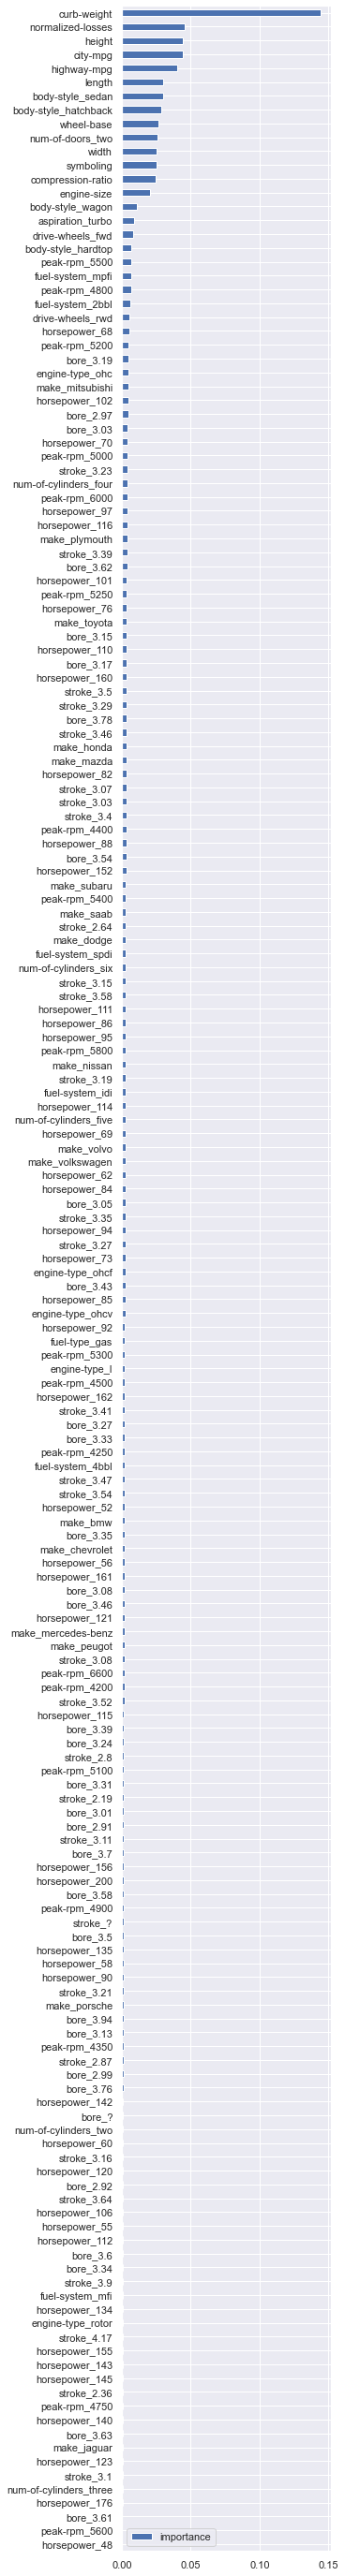 curb-weight
normalized-losses
height
city-mpg
highway-mpg
length
body-style_sedan
body-style_hatchback
wheel-base
num-of-doors_two
width
symboling
compression-ratio
engine-size
body-style_wagon
aspiration_turbo
drive-wheels_fwd
body-style_hardtop
peak-rpm_5500
fuel-system_mpfi
peak-rpm_4800
fuel-system_2bbl
drive-wheels_rwd
horsepower_68
peak-rpm_5200
bore_3.19
engine-type_ohc
make_mitsubishi
horsepower_102
bore_2.97
bore_3.03
horsepower_70
peak-rpm_5000
stroke_3.23
num-of-cylinders_four
peak-rpm_6000
horsepower_97
horsepower_116
make_plymouth
stroke_3.39
bore_3.62
horsepower_101
peak-rpm_5250
horsepower_76
make_toyota
bore_3.15
horsepower_110
bore_3.17
horsepower_160
stroke_3.5
stroke_3.29
bore_3.78
stroke_3.46
make_honda
make_mazda
horsepower_82
stroke_3.07
stroke_3.03
stroke_3.4
peak-rpm_4400
horsepower_88
bore_3.54
horsepower_152
make_subaru
peak-rpm_5400
make_saab
stroke_2.64
make_dodge
fuel-system_spdi
num-of-cylinders_six
stroke_3.15
stroke_3.58
horsepower_111
horsepower_86
horsepower_95
peak-rpm_5800
make_nissan
stroke_3.19
fuel-system_idi
horsepower_114
num-of-cylinders_five
horsepower_69
make_volvo
make_volkswagen
horsepower_62
horsepower_84
bore_3.05
stroke_3.35
horsepower_94
stroke_3.27
horsepower_73
engine-type_ohcf
bore_3.43
horsepower_85
engine-type_ohcv
horsepower_92
fuel-type_gas
peak-rpm_5300
engine-type_l
peak-rpm_4500
horsepower_162
stroke_3.41
bore_3.27
bore_3.33
peak-rpm_4250
fuel-system_4bbl
stroke_3.47
stroke_3.54
horsepower_52
make_bmw
bore_3.35
make_chevrolet
horsepower_56
horsepower_161
bore_3.08
bore_3.46
horsepower_121
make_mercedes-benz
make_peugot
stroke_3.08
peak-rpm_6600
peak-rpm_4200
stroke_3.52
horsepower_115
bore_3.39
bore_3.24
stroke_2.8
peak-rpm_5100
bore_3.31
stroke_2.19
bore_3.01
bore_2.91
stroke_3.11
bore_3.7
horsepower_156
horsepower_200
bore_3.58
peak-rpm_4900
stroke_?
bore_3.5
horsepower_135
horsepower_58
horsepower_90
stroke_3.21
make_porsche
bore_3.94
bore_3.13
peak-rpm_4350
stroke_2.87
bore_2.99
bore_3.76
horsepower_142
bore_?
num-of-cylinders_two
horsepower_60
stroke_3.16
horsepower_120
bore_2.92
stroke_3.64
horsepower_106
horsepower_55
horsepower_112
bore_3.6
bore_3.34
stroke_3.9
fuel-system_mfi
horsepower_134
engine-type_rotor
stroke_4.17
horsepower_155
horsepower_143
horsepower_145
stroke_2.36
peak-rpm_4750
horsepower_140
bore_3.63
make_jaguar
horsepower_123
stroke_3.1
num-of-cylinders_three
horsepower_176
bore_3.61
peak-rpm_5600
horsepower_48
importance
0.00 0.05 0.10 0.15